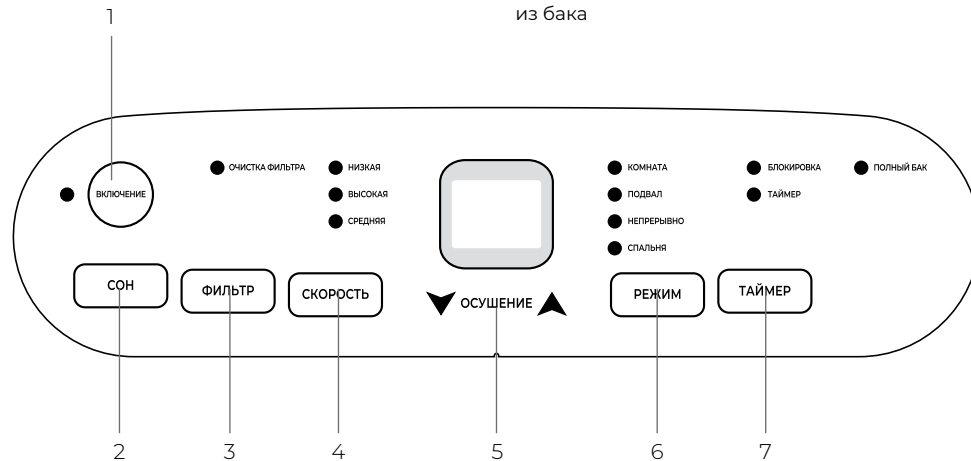 из бака
1
ВКЛЮЧЕНИЕ
ОЧИСТКА ФИЛЬТРА
НИЗКАЯ
ВЫСОКАЯ
СРЕДНЯЯ
КОМНАТА
ПОДВАЛ
НЕПРЕРЫВНО
СПАЛЬНЯ
БЛОКИРОВКА
ТАЙМЕР
ПОЛНЫЙ БАК
СОН
ФИЛЬТР
СКОРОСТЬ
ОСУШЕНИЕ
РЕЖИМ
ТАЙМЕР
2
3
4
5
6
7